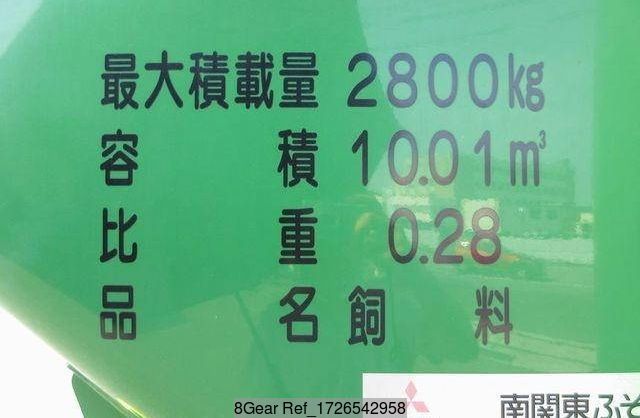 最大積載量 2800kg
容積 10.01m³
比重 0.28
品名 飼料
南関東ふそ
8Gear Ref_1726542958